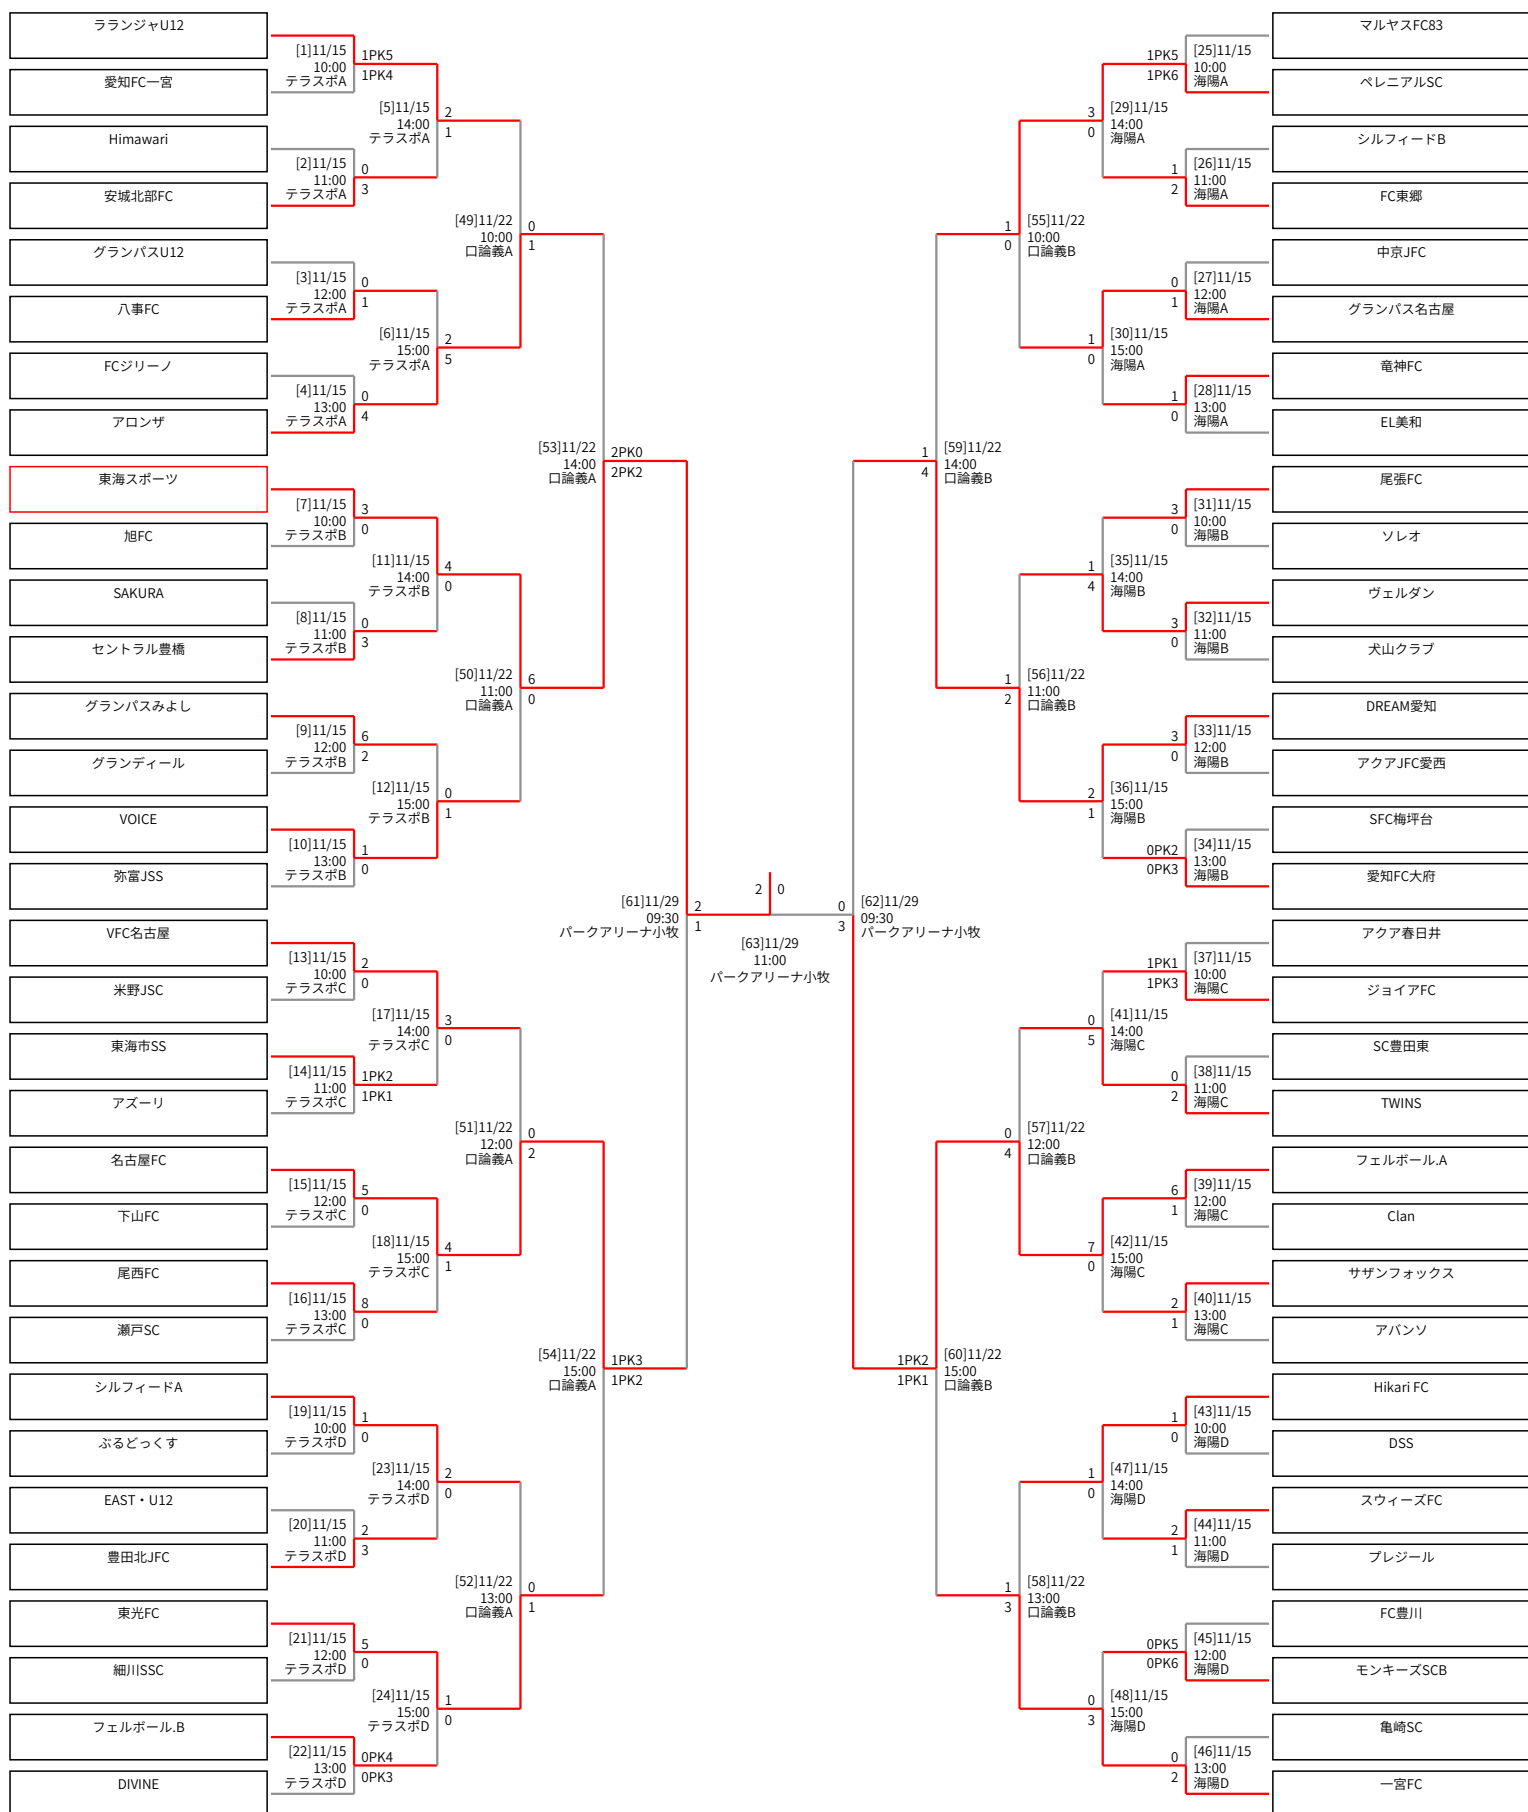 ラランジャU12
愛知FC一宮
Himawari
安城北部FC
グランパスU12
八事FC
FCジリーノ
アロンザ
東海スポーツ
旭FC
SAKURA
セントラル豊橋
グランパスみよし
グランディール
VOICE
弥富JSS
VFC名古屋
米野JSC
東海市SS
アズーリ
名古屋FC
下山FC
尾西FC
瀬戸SC
シルフィードA
ぶるどっくす
EAST・U12
豊田北JFC
東光FC
細川SSC
フェルボール.B
DIVINE
[1]11/15
10:00
テラスポA
1PK5
1PK4
[2]11/15
11:00
テラスポA
0
3
[3]11/15
12:00
テラスポA
0
1
[4]11/15
13:00
テラスポA
0
4
[7]11/15
10:00
テラスポB
3
0
[8]11/15
11:00
テラスポB
0
3
[9]11/15
12:00
テラスポB
6
2
[10]11/15
13:00
テラスポB
1
0
[13]11/15
10:00
テラスポC
2
0
[14]11/15
11:00
テラスポC
1PK2
1PK1
[15]11/15
12:00
テラスポC
5
0
[16]11/15
13:00
テラスポC
8
0
[19]11/15
10:00
テラスポD
1
0
[20]11/15
11:00
テラスポD
2
3
[21]11/15
12:00
テラスポD
5
0
[22]11/15
13:00
テラスポD
0PK4
0PK3
[5]11/15
14:00
テラスポA
2
1
[6]11/15
15:00
テラスポA
2
5
[11]11/15
14:00
テラスポB
4
0
[12]11/15
15:00
テラスポB
0
1
[17]11/15
14:00
テラスポC
3
0
[18]11/15
15:00
テラスポC
4
1
[23]11/15
14:00
テラスポD
2
0
[24]11/15
15:00
テラスポD
1
0
[49]11/22
10:00
口論義A
0
1
[50]11/22
11:00
口論義A
6
0
[51]11/22
12:00
口論義A
0
2
[52]11/22
13:00
口論義A
0
1
[53]11/22
14:00
口論義A
2PK0
2PK2
[54]11/22
15:00
口論義A
1PK3
1PK2
[61]11/29
09:30
パークアリーナ小牧
2
1
2
0
[63]11/29
11:00
パークアリーナ小牧
0
3
[62]11/29
09:30
パークアリーナ小牧
1
4
[59]11/22
14:00
口論義B
1PK2
1PK1
[60]11/22
15:00
口論義B
1
0
[55]11/22
10:00
口論義B
1
2
[56]11/22
11:00
口論義B
0
4
[57]11/22
12:00
口論義B
1
3
[58]11/22
13:00
口論義B
3
0
[29]11/15
14:00
海陽A
1
0
[30]11/15
15:00
海陽A
1
4
[35]11/15
14:00
海陽B
2
1
[36]11/15
15:00
海陽B
0
5
[41]11/15
14:00
海陽C
7
0
[42]11/15
15:00
海陽C
1
0
[47]11/15
14:00
海陽D
0
3
[48]11/15
15:00
海陽D
1PK5
1PK6
[25]11/15
10:00
海陽A
1
2
[26]11/15
11:00
海陽A
0
1
[27]11/15
12:00
海陽A
1
0
[28]11/15
13:00
海陽A
3
0
[31]11/15
10:00
海陽B
3
0
[32]11/15
11:00
海陽B
3
0
[33]11/15
12:00
海陽B
0PK2
0PK3
[34]11/15
13:00
海陽B
1PK1
1PK3
[37]11/15
10:00
海陽C
0
2
[38]11/15
11:00
海陽C
6
1
[39]11/15
12:00
海陽C
2
1
[40]11/15
13:00
海陽C
1
0
[43]11/15
10:00
海陽D
2
1
[44]11/15
11:00
海陽D
0PK5
0PK6
[45]11/15
12:00
海陽D
0
2
[46]11/15
13:00
海陽D
マルヤスFC83
ペレニアルSC
シルフィードB
FC東郷
中京JFC
グランパス名古屋
竜神FC
EL美和
尾張FC
ソレオ
ヴェルダン
犬山クラブ
DREAM愛知
アクアJFC愛西
SFC梅坪台
愛知FC大府
アクア春日井
ジョイアFC
SC豊田東
TWINS
フェルボール.A
Clan
サザンフォックス
アバンソ
Hikari FC
DSS
スウィーズFC
プレジール
FC豊川
モンキーズSCB
亀崎SC
一宮FC